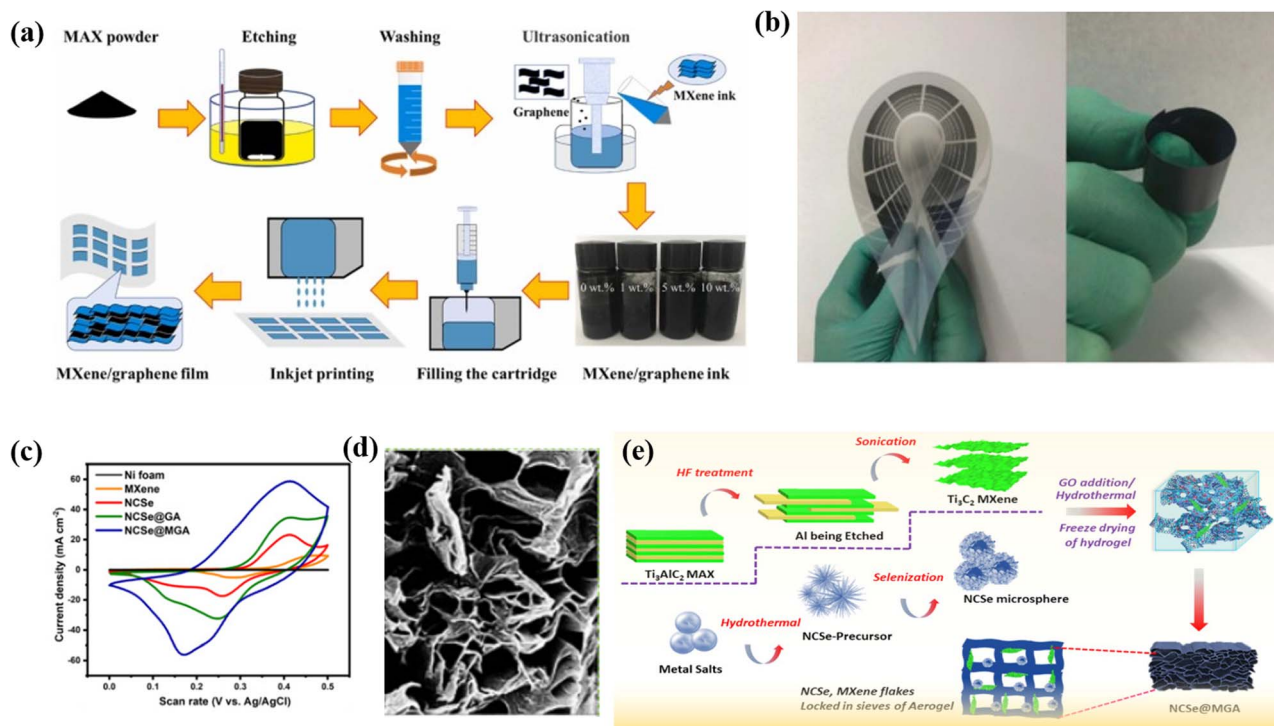 (a)
MAX powder
Etching
Washing
Ultrasonication
Graphene
MXene ink
0 wt.% 1 wt.% 5 wt.% 10 wt.%
MXene/graphene film
Inkjet printing
Filling the cartridge
MXene/graphene ink
(b)
(c)
Ni foam
MXene
NCSe
NCSe@GA
NCSe@MGA
Current density (mA cm⁻²)
60
40
20
0
-20
-40
-60
0.0 0.1 0.2 0.3 0.4 0.5
Scan rate (V vs. Ag/AgCl)
(d)
(e)
Sonication
HF treatment
Ti₃C₂ MXene
Al being Etched
Ti₃AlC₂ MAX
GO addition/
Hydrothermal
Freeze drying
of hydrogel
Selenization
NCSe microsphere
Hydrothermal
NCSe-Precursor
Metal Salts
NCSe, MXene flakes
Locked in sieves of Aerogel
NCSe@MGA